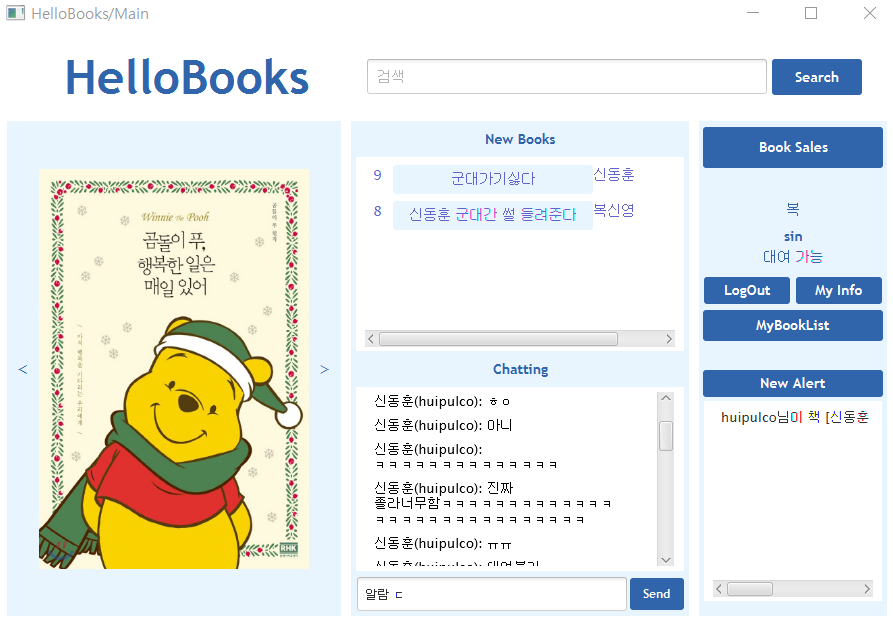 HelloBooks/Main
HelloBooks
검색
Search
<
Winnie The Pooh
곰돌이 푸,
행복한 일은
매일 있어
곰돌이 푸 원작
RHK
>
New Books
9 군대가기싫다 신동훈
8 신동훈 군대간 썰 들려준다 복신영
Chatting
신동훈(huipulco): ㅎㅇ
신동훈(huipulco): 아니
신동훈(huipulco):
ㅋㅋㅋㅋㅋㅋㅋㅋㅋㅋㅋㅋㅋㅋ
신동훈(huipulco): 진짜
졸라너무함ㅋㅋㅋㅋㅋㅋㅋㅋㅋㅋㅋㅋㅋ
ㅋㅋㅋㅋㅋㅋㅋㅋㅋㅋㅋㅋㅋㅋㅋㅋ
신동훈(huipulco): ㅠㅠ
신동훈(huipulco):
알람 ㄷ
Send
Book Sales
복
sin
대여 가능
LogOut
My Info
MyBookList
New Alert
huipulco님이 책 [신동훈